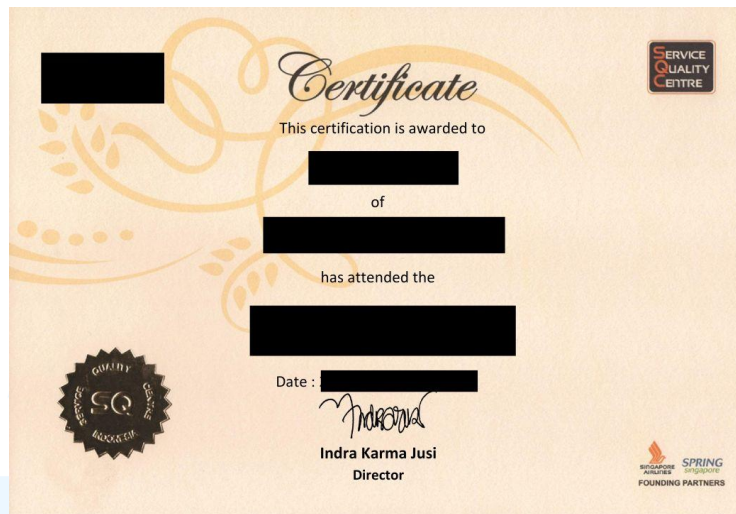 Certificate
SERVICE
QUALITY
CENTRE
This certification is awarded to
of
has attended the
Date :
QUALITY
SERVICE
SQ
CENTRE
INDONESIA
Indra Karma Jusi
Director
SINGAPORE
AIRLINES
SPRING
singapore
FOUNDING PARTNERS